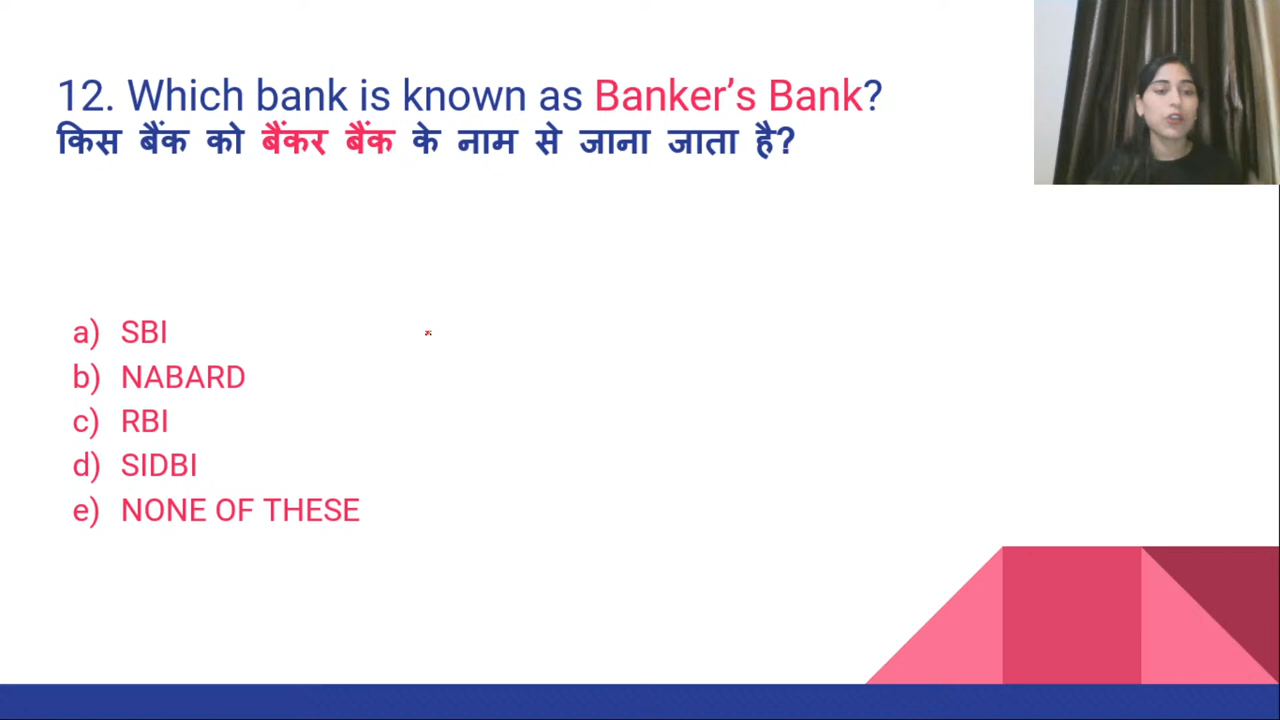 12. Which bank is known as Banker’s Bank?
किस बैंक को बैंकर बैंक के नाम से जाना जाता है?
a) SBI
b) NABARD
c) RBI
d) SIDBI
e) NONE OF THESE